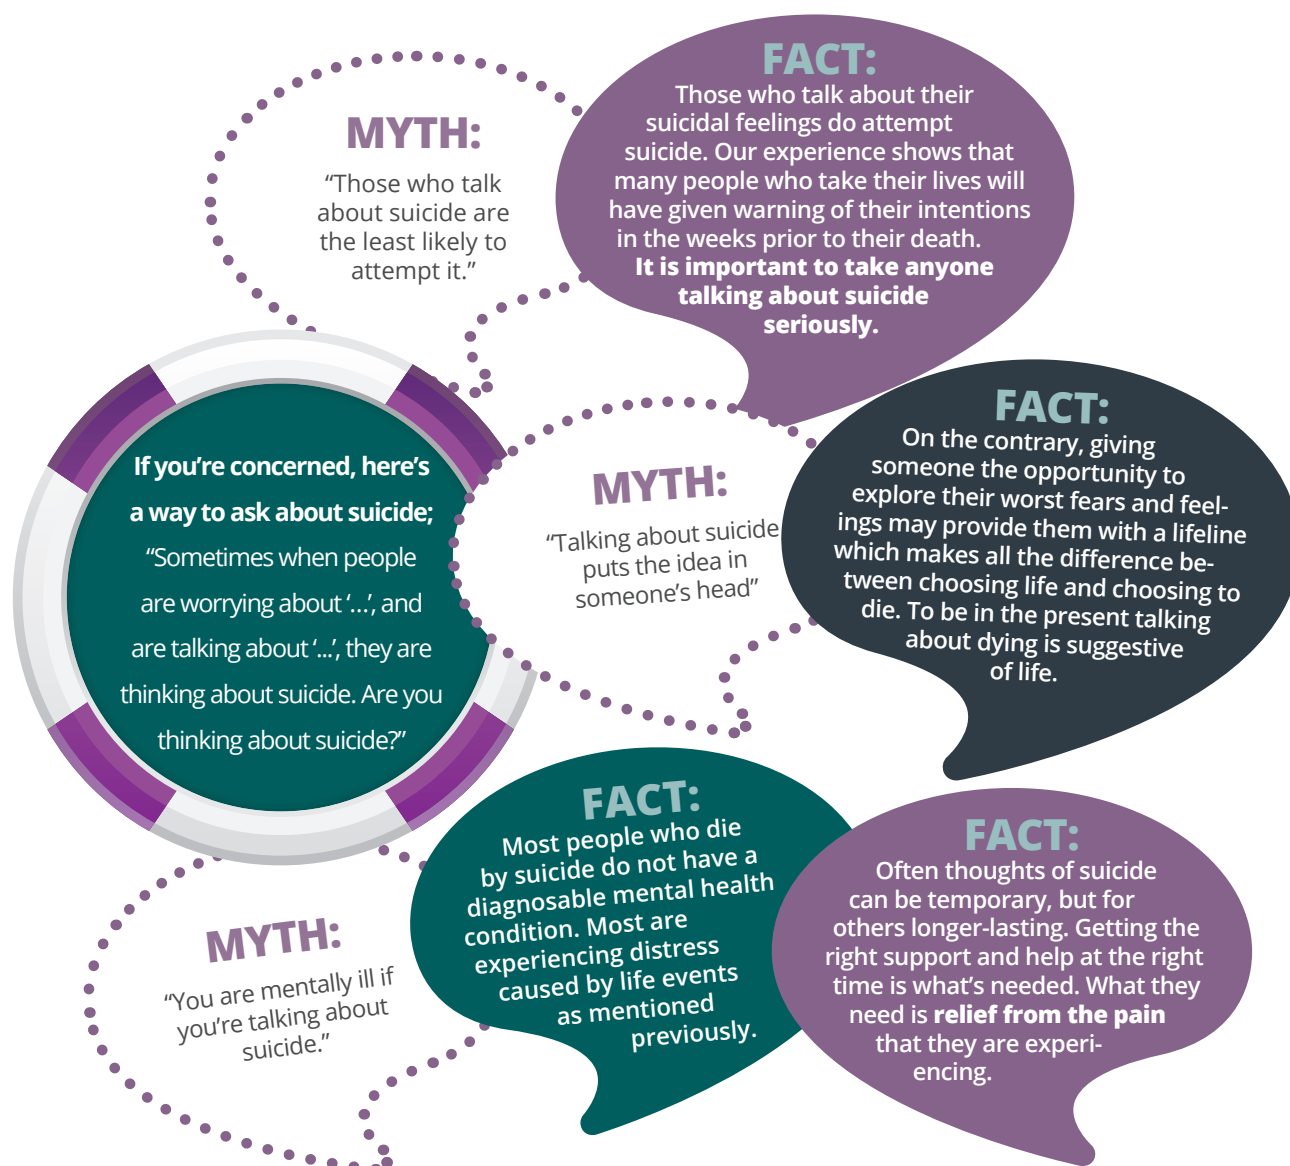 MYTH:
“Those who talk
about suicide are
the least likely to
attempt it.”
FACT:
Those who talk about their
suicidal feelings do attempt
suicide. Our experience shows that
many people who take their lives will
have given warning of their intentions
in the weeks prior to their death.
It is important to take anyone
talking about suicide
seriously.
If you’re concerned, here’s
a way to ask about suicide;
“Sometimes when people
are worrying about ‘...’, and
are talking about ‘...’, they are
thinking about suicide. Are you
thinking about suicide?”
MYTH:
“Talking about suicide
puts the idea in
someone’s head”
FACT:
On the contrary, giving
someone the opportunity to
explore their worst fears and feel-
ings may provide them with a lifeline
which makes all the difference be-
tween choosing life and choosing to
die. To be in the present talking
about dying is suggestive
of life.
MYTH:
“You are mentally ill if
you’re talking about
suicide.”
FACT:
Most people who die
by suicide do not have a
diagnosable mental health
condition. Most are
experiencing distress
caused by life events
as mentioned
previously.
FACT:
Often thoughts of suicide
can be temporary, but for
others longer-lasting. Getting the
right support and help at the right
time is what’s needed. What they
need is relief from the pain
that they are experi-
encing.